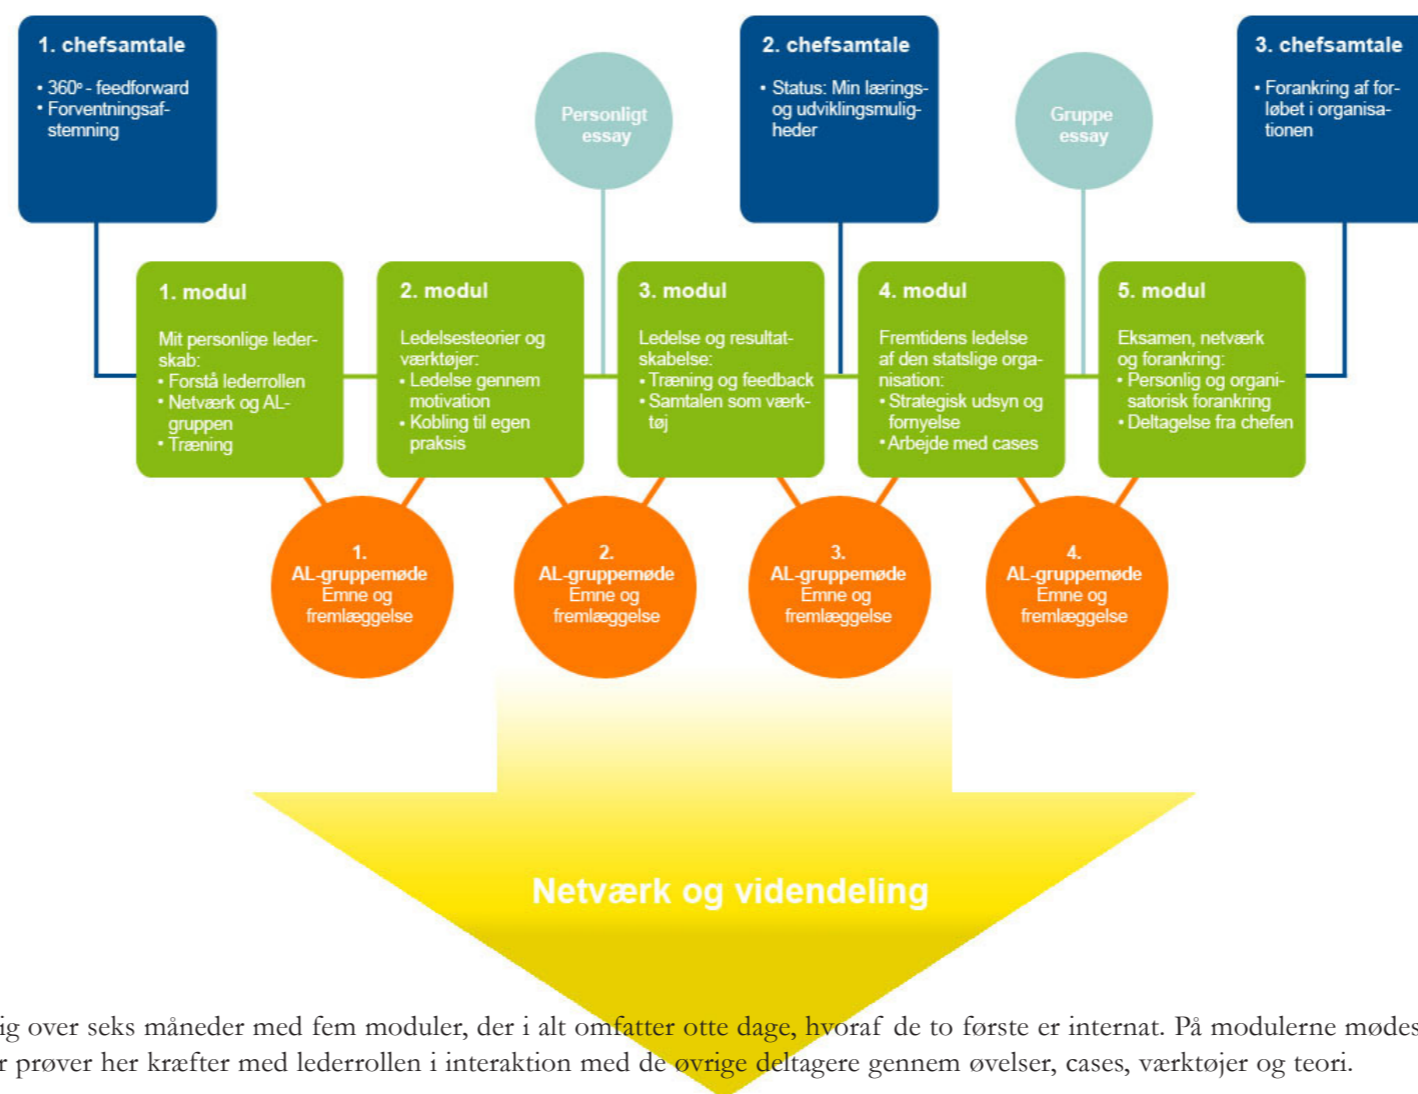 1. chefsamtale
• 360° - feedforward
• Forventningsaf-
stemning
Personligt
essay
2. chefsamtale
• Status: Min lærings-
og udviklingsmulig-
heder
Gruppe
essay
3. chefsamtale
• Forankring af for-
løbet i organisa-
tionen
1. modul
Mit personlige leder-
skab:
• Forstå lederrollen
• Netværk og AL-
gruppen
• Træning
2. modul
Ledelsesteorier og
værktøjer:
• Ledelse gennem
motivation
• Kobling til egen
praksis
3. modul
Ledelse og resultat-
skabelse:
• Træning og feedback
• Samtalen som værk-
tøj
4. modul
Fremtidens ledelse
af den statslige orga-
nisation:
• Strategisk udsyn og
fornyelse
• Arbejde med cases
5. modul
Eksamen, netværk
og forankring:
• Personlig og organi-
satorisk forankring
• Deltagelse fra chefen
1.
AL-gruppemøde
Emne og
fremlæggelse
2.
AL-gruppemøde
Emne og
fremlæggelse
3.
AL-gruppemøde
Emne og
fremlæggelse
4.
AL-gruppemøde
Emne og
fremlæggelse
Netværk og videndeling
ig over seks måneder med fem moduler, der i alt omfatter otte dage, hvoraf de to første er internat. På modulerne mødes
r prøver her kræfter med lederrollen i interaktion med de øvrige deltagere gennem øvelser, cases, værktøjer og teori.